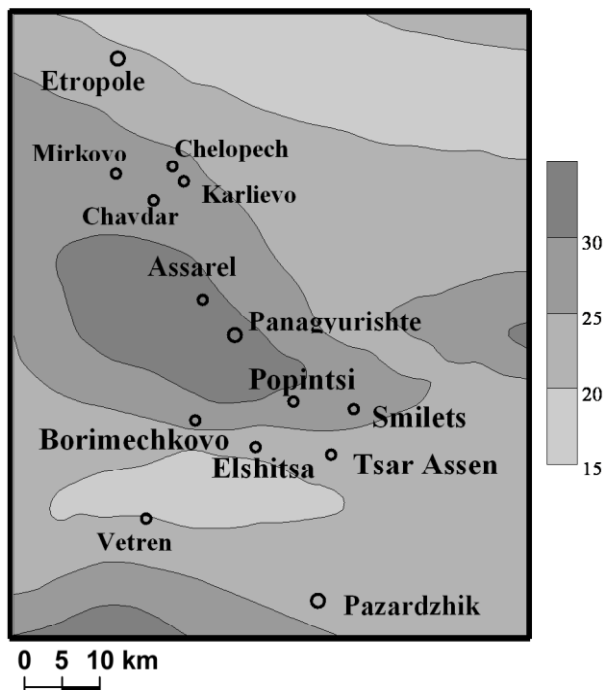 Etropole
Chelopech
Mirkovo
Karlievo
Chavdar
30
Assarel
25
Panagyurishte
Popintsi
20
Smilets
Borimechkovo
Elshitsa
Tsar Assen
15
Vetren
Pazardzhik
0 5 10 km